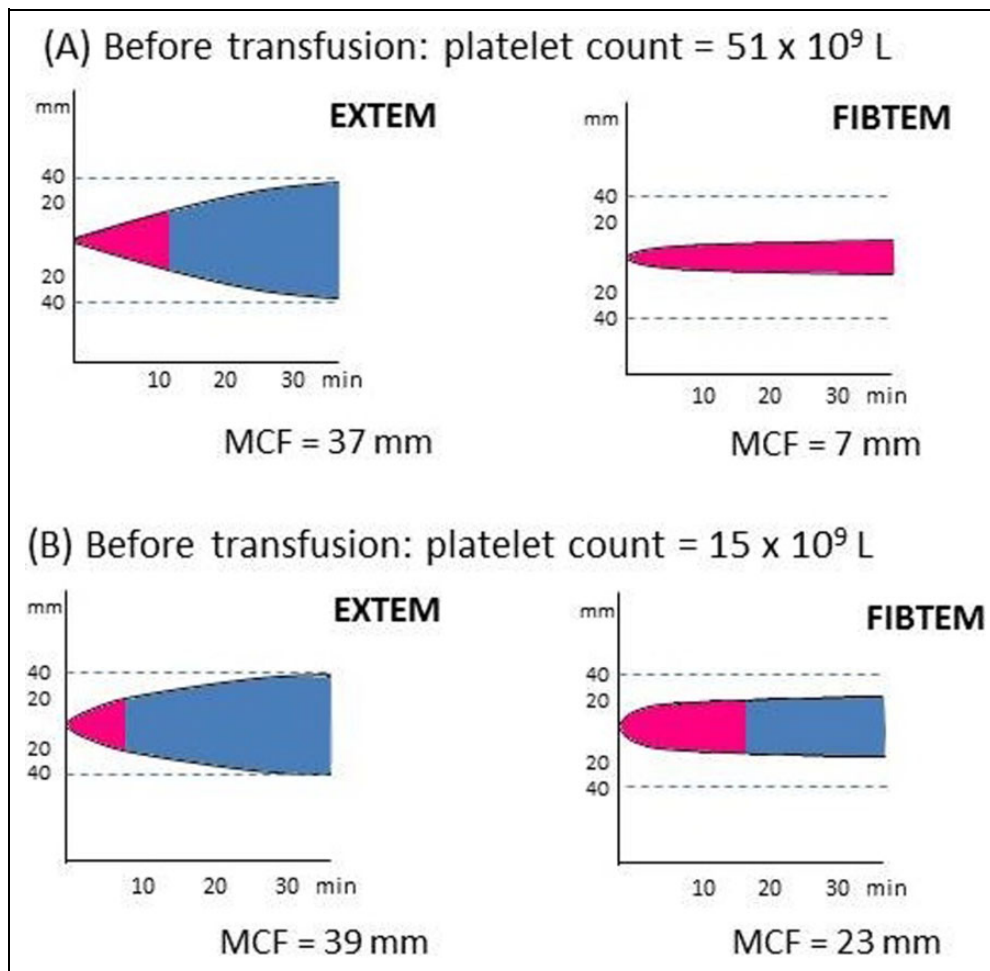 (A) Before transfusion: platelet count = 51 x 10⁹ L
mm
EXTEM
40
20
20
40
10 20 30 min
MCF = 37 mm
mm
FIBTEM
40
20
20
40
10 20 30 min
MCF = 7 mm
(B) Before transfusion: platelet count = 15 x 10⁹ L
mm
EXTEM
40
20
20
40
10 20 30 min
MCF = 39 mm
mm
FIBTEM
40
20
20
40
10 20 30 min
MCF = 23 mm